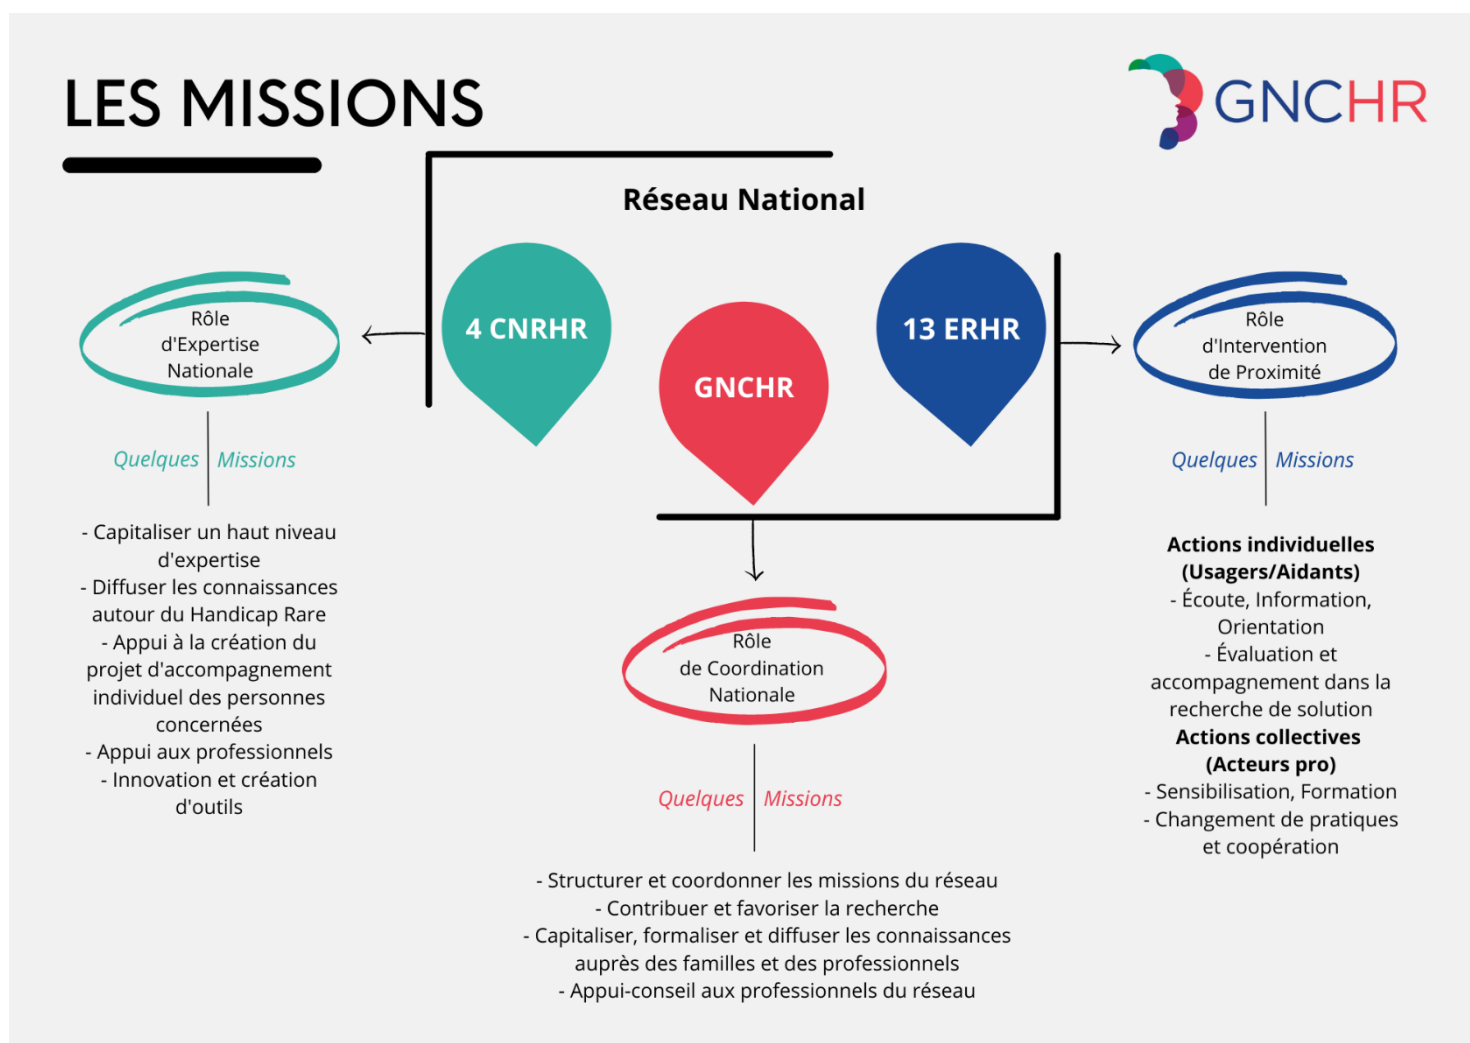 LES MISSIONS
GNCHR
Réseau National
4 CNRHR
GNCHR
13 ERHR
Rôle
d'Expertise
Nationale
Quelques Missions
- Capitaliser un haut niveau
d'expertise
- Diffuser les connaissances
autour du Handicap Rare
- Appui à la création du
projet d'accompagnement
individuel des personnes
concernées
- Appui aux professionnels
- Innovation et création
d'outils
Rôle
de Coordination
Nationale
Quelques Missions
- Structurer et coordonner les missions du réseau
- Contribuer et favoriser la recherche
- Capitaliser, formaliser et diffuser les connaissances
auprès des familles et des professionnels
- Appui-conseil aux professionnels du réseau
Rôle
d'Intervention
de Proximité
Quelques Missions
Actions individuelles
(Usagers/Aidants)
- Écoute, Information,
Orientation
- Évaluation et
accompagnement dans la
recherche de solution
Actions collectives
(Acteurs pro)
- Sensibilisation, Formation
- Changement de pratiques
et coopération